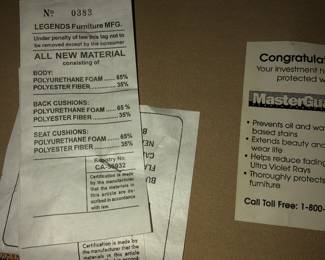 No 0383
LEGENDS Furniture MFG.
Under penalty of law this tag not to
be removed except by the consumer
ALL NEW MATERIAL
consisting of
BODY:
POLYURETHANE FOAM ..... 65%
POLYESTER FIBER ..... 35%
BACK CUSHIONS:
POLYURETHANE FOAM ..... 65%
POLYESTER FIBER ..... 35%
SEAT CUSHIONS:
POLYURETHANE FOAM ..... 65%
POLYESTER FIBER ..... 35%
Registry No.
Certification is made
by the manufacturer
that the materials in
this article are de-
scribed in accordance
with law.
Certification is made by
the manufacturer that the
materials in this article
Congratula
Your investment h
protected w
MasterGu
• Prevents oil and wa
based stains
• Extends beauty and
wear life
• Helps reduce fading
Ultra Violet Rays
• Thoroughly protects
furniture
Call Toll Free: 1-800-